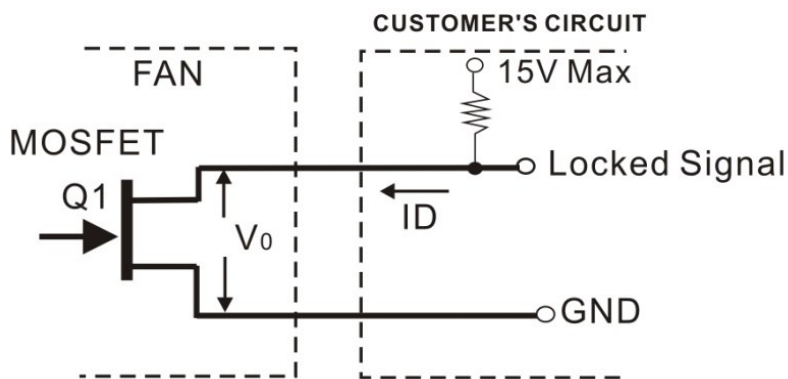 CUSTOMER'S CIRCUIT
FAN
15V Max
MOSFET
Locked Signal
Q1
ID
V₀
GND